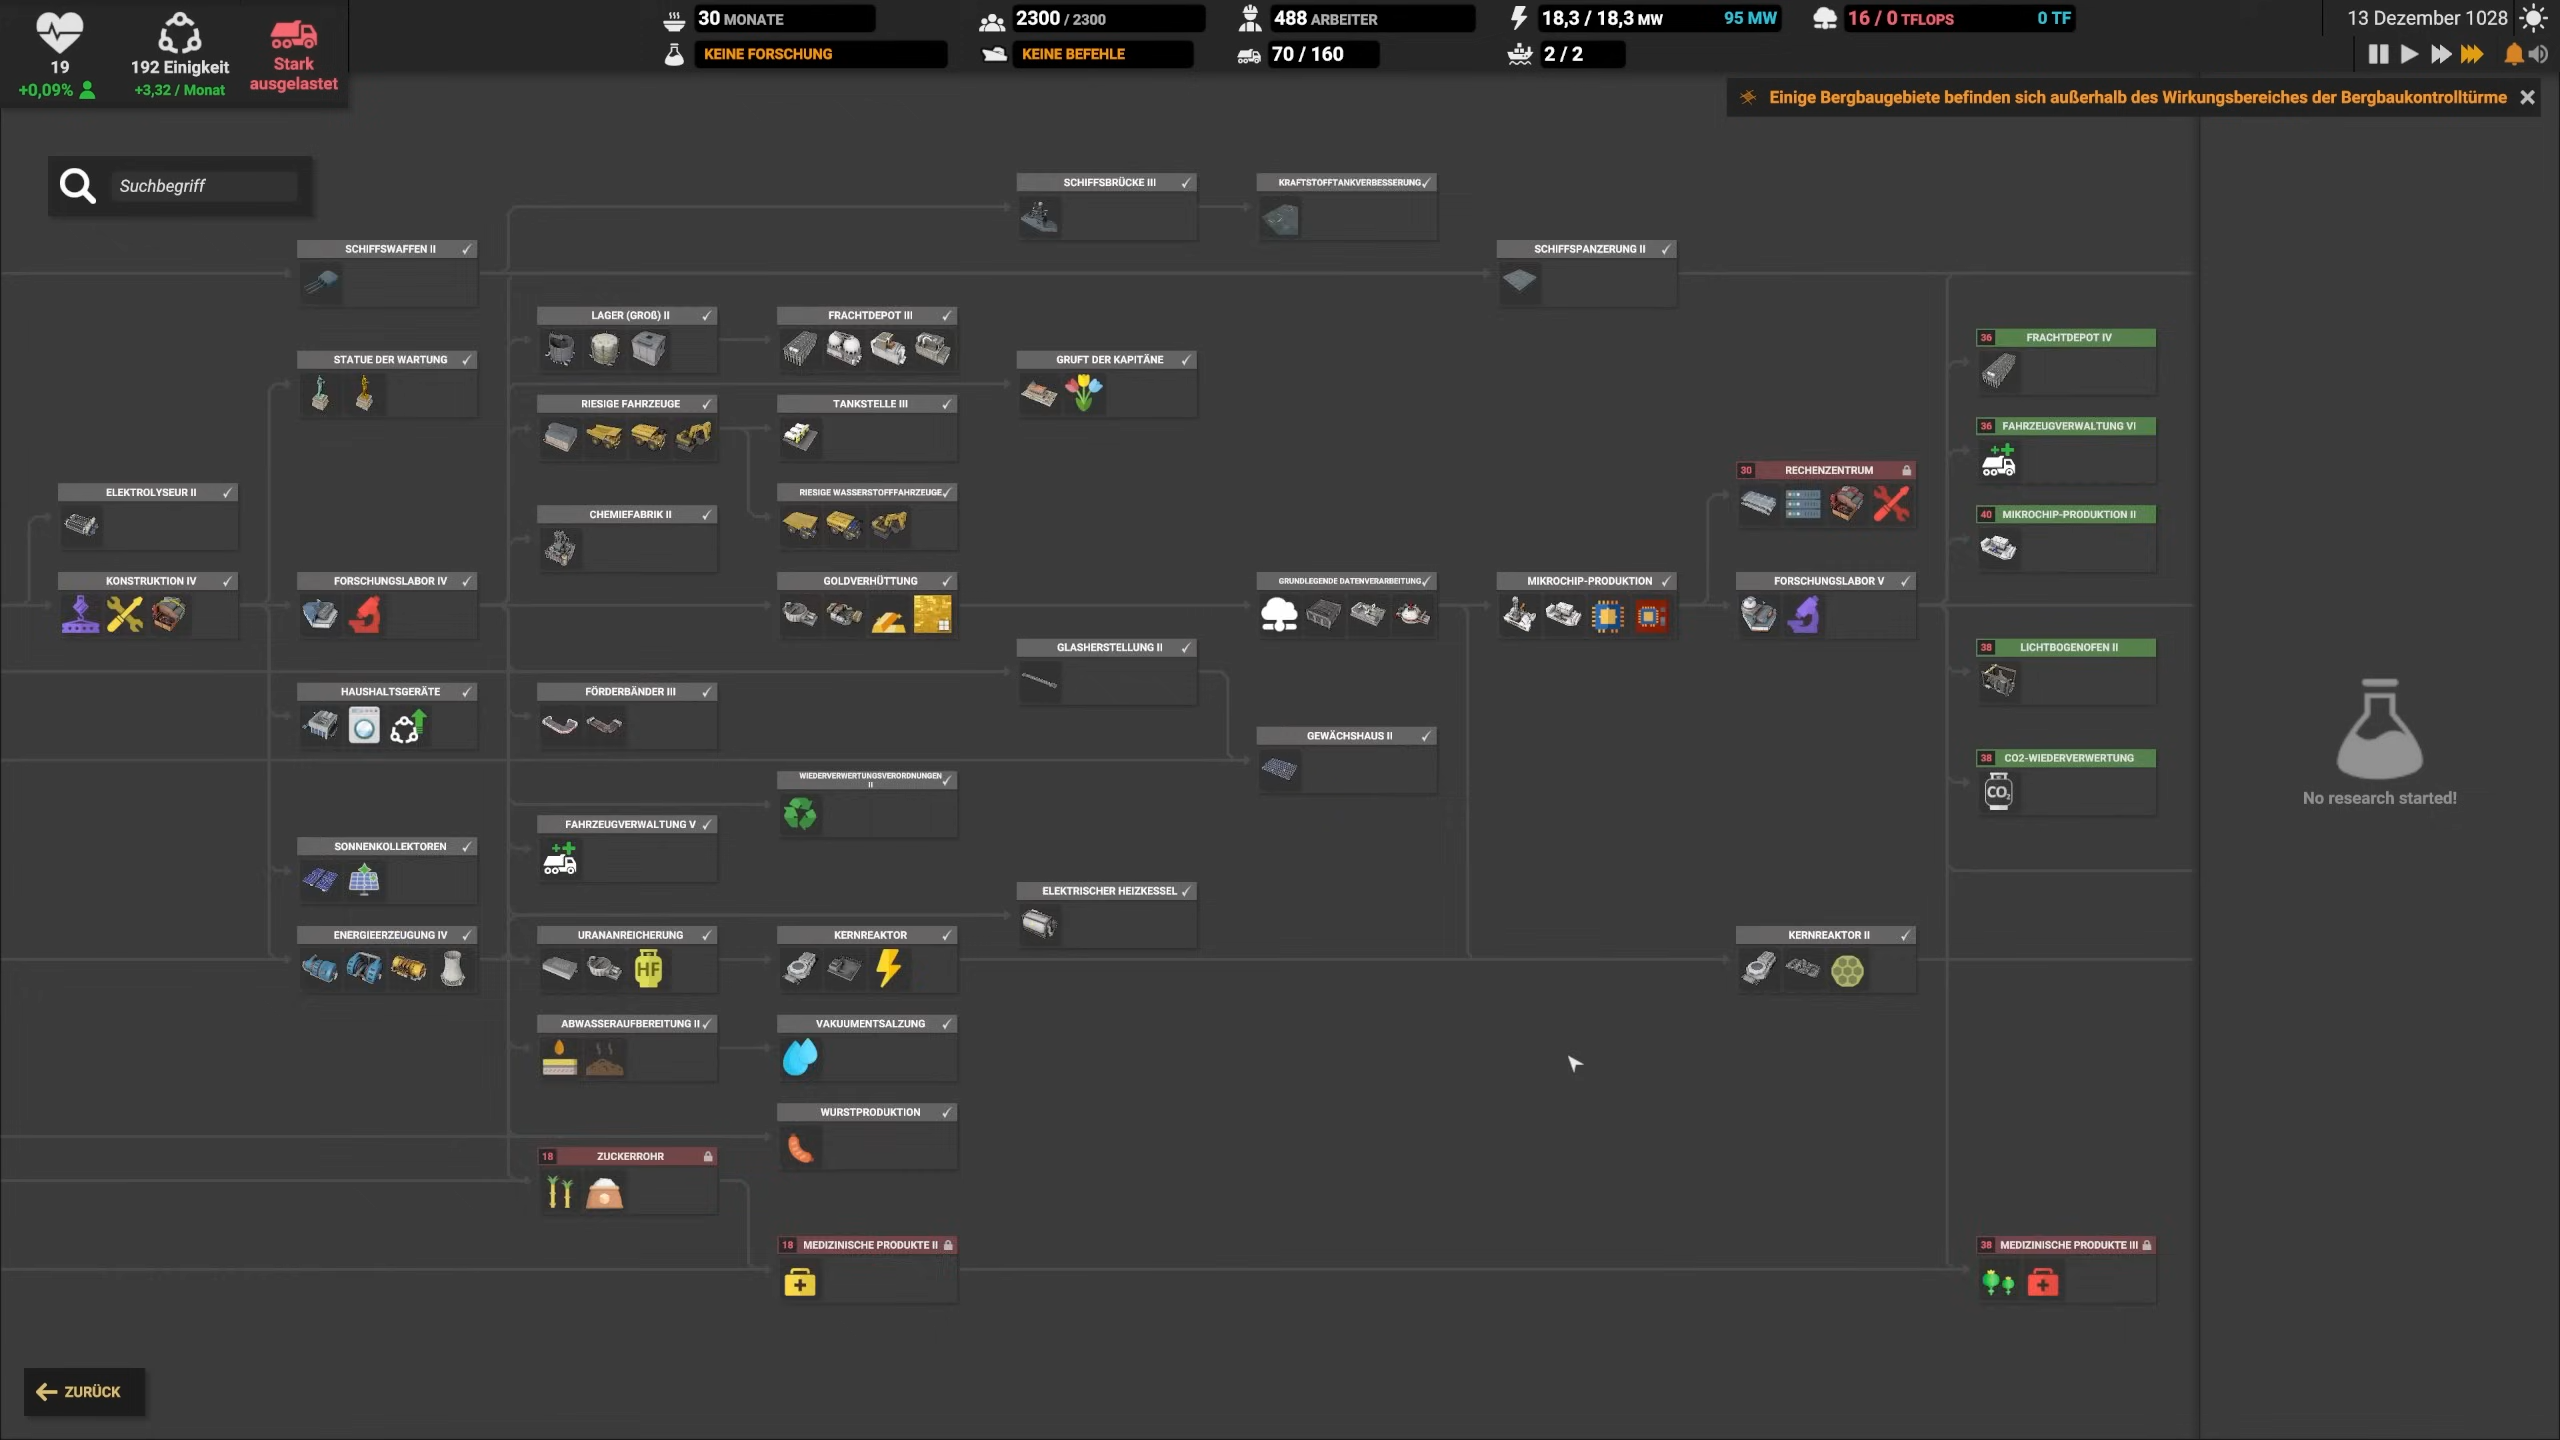 19
+0,09%
192 Einigkeit
+3,32 / Monat
Stark
ausgelastet
30 MONATE
KEINE FORSCHUNG
2300 / 2300
KEINE BEFEHLE
488 ARBEITER
70 / 160
18,3 / 18,3 MW
95 MW
2 / 2
16 / 0 TFLOPS
0 TF
13 Dezember 1028
Einige Bergbaugebiete befinden sich außerhalb des Wirkungsbereiches der Bergbaukontrolltürme
Suchbegriff
SCHIFFSBRÜCKE III
KRAFTSTOFFTANKVERBESSERUNG
SCHIFFSWAFFEN II
SCHIFFSPANZERUNG II
LAGER (GROß) II
FRACHTDEPOT III
36 FRACHTDEPOT IV
STATUE DER WARTUNG
GRUFT DER KAPITÄNE
RIESIGE FAHRZEUGE
TANKSTELLE III
36 FAHRZEUGVERWALTUNG VI
30 RECHENZENTRUM
ELEKTROLYSEUR II
RIESIGE WASSERSTOFFFAHRZEUGE
CHEMIEFABRIK II
40 MIKROCHIP-PRODUKTION II
KONSTRUKTION IV
FORSCHUNGSLABOR IV
GOLDVERHÜTTUNG
GRUNDLEGENDE DATENVERARBEITUNG
MIKROCHIP-PRODUKTION
FORSCHUNGSLABOR V
GLASHERSTELLUNG II
38 LICHTBOGENOFEN II
HAUSHALTSGERÄTE
FÖRDERBÄNDER III
GEWÄCHSHAUS II
38 CO2-WIEDERVERWERTUNG
CO2
WIEDERVERWERTUNGSVERORDNUNGEN
II
No research started!
FAHRZEUGVERWALTUNG V
SONNENKOLLEKTOREN
ELEKTRISCHER HEIZKESSEL
ENERGIEERZEUGUNG IV
URANANREICHERUNG
HF
KERNREAKTOR
KERNREAKTOR II
ABWASSERAUFBEREITUNG II
VAKUUMENTSALZUNG
WURSTPRODUKTION
18 ZUCKERROHR
18 MEDIZINISCHE PRODUKTE II
38 MEDIZINISCHE PRODUKTE III
ZURÜCK